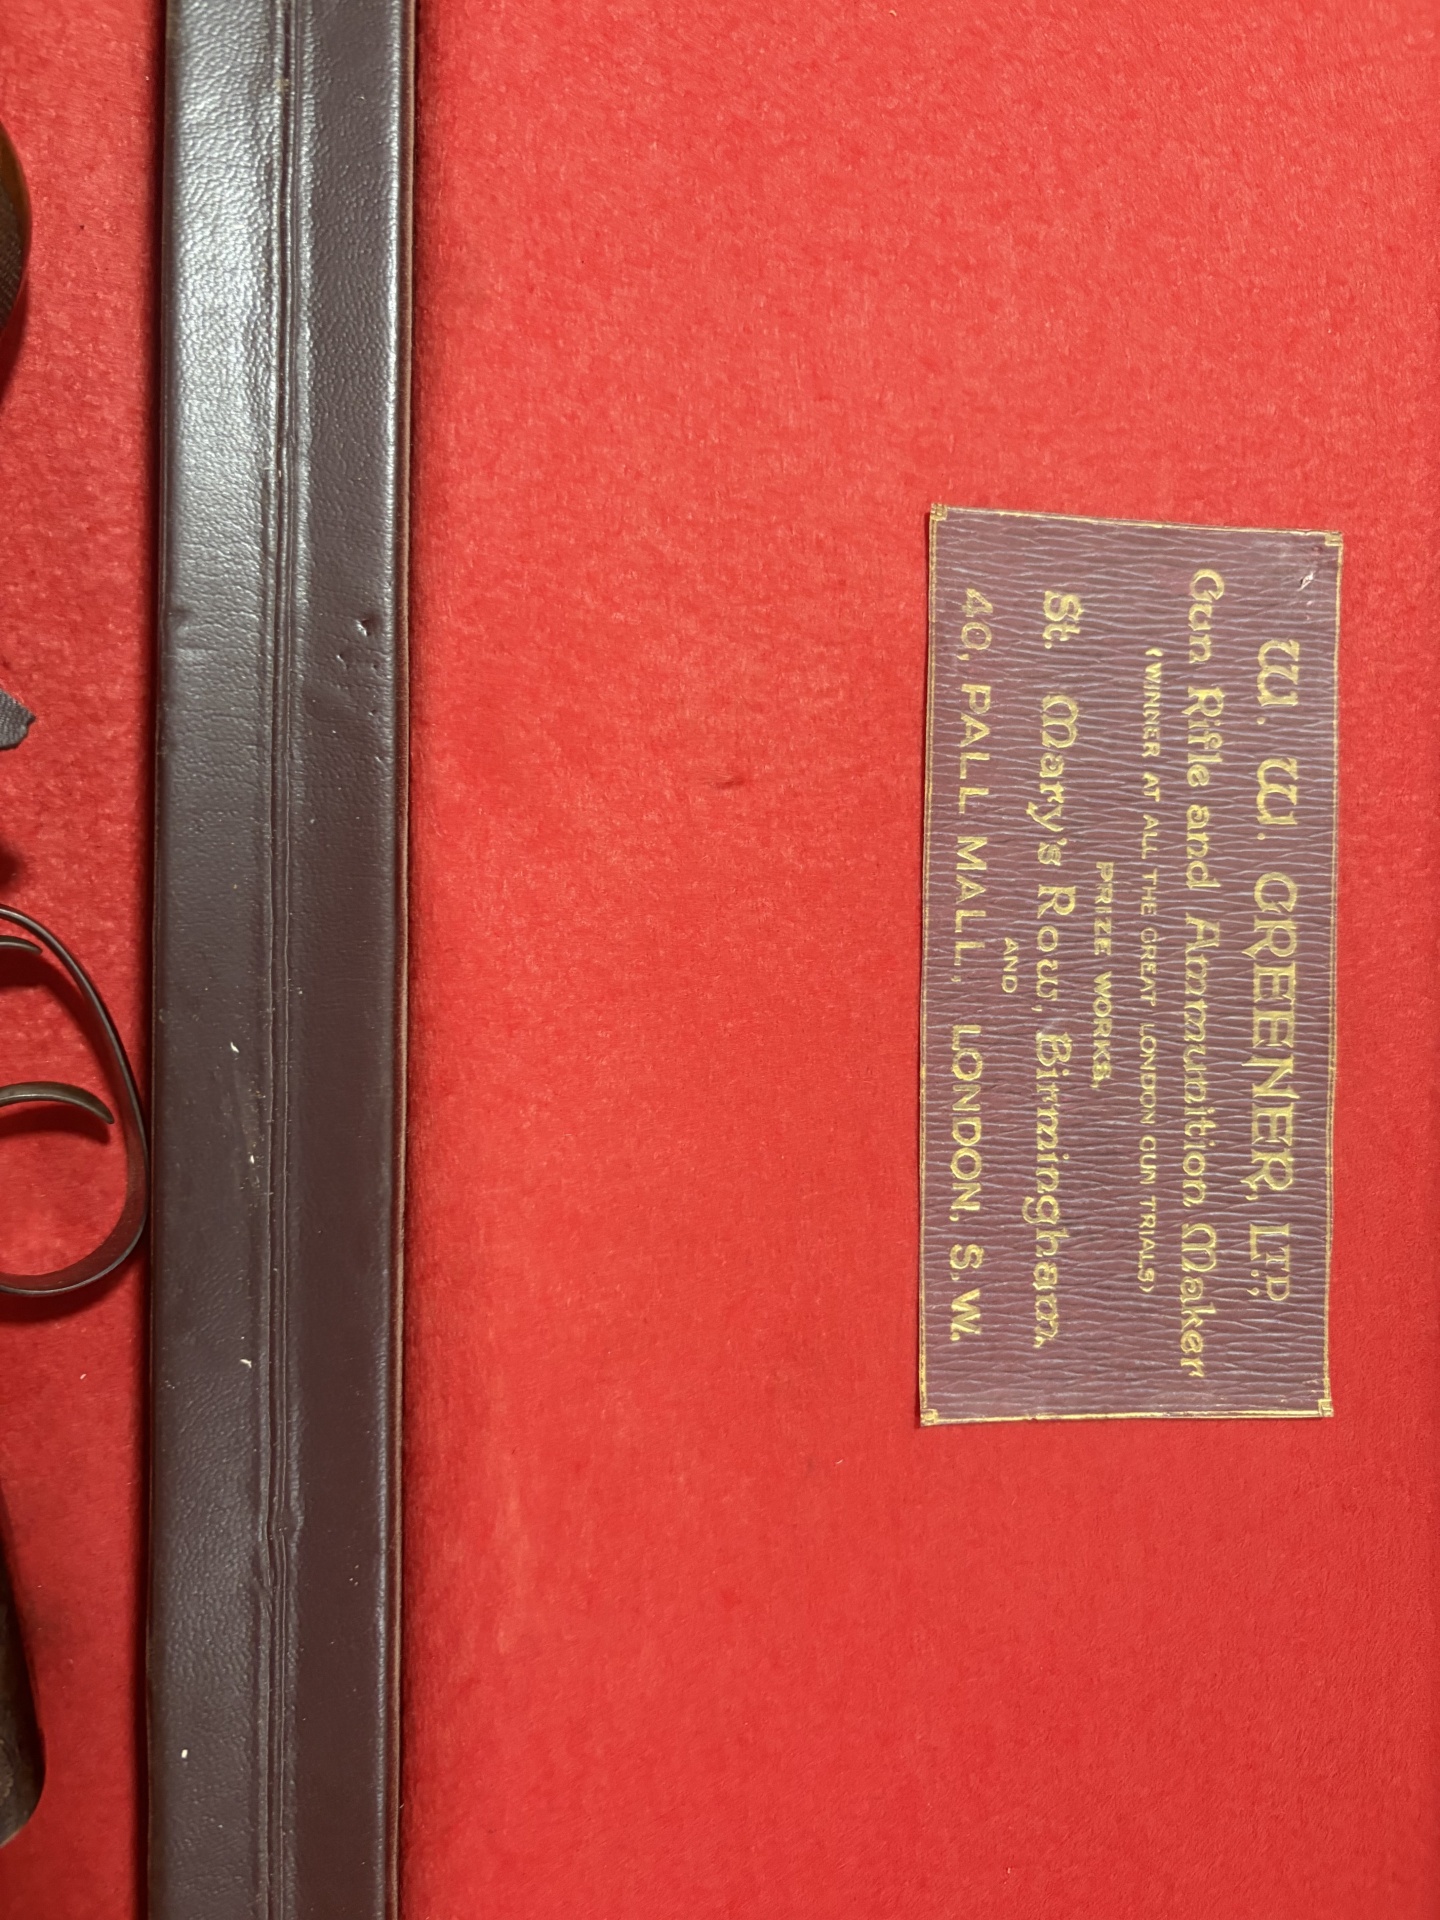 W. W. GREENER, LTD.,
Gun Rifle and Ammunition Maker
(WINNER AT ALL THE GREAT LONDON GUN TRIALS)
PRIZE WORKS,
St. Mary's Row, Birmingham,
AND
40, PALL MALL, LONDON, S.W.